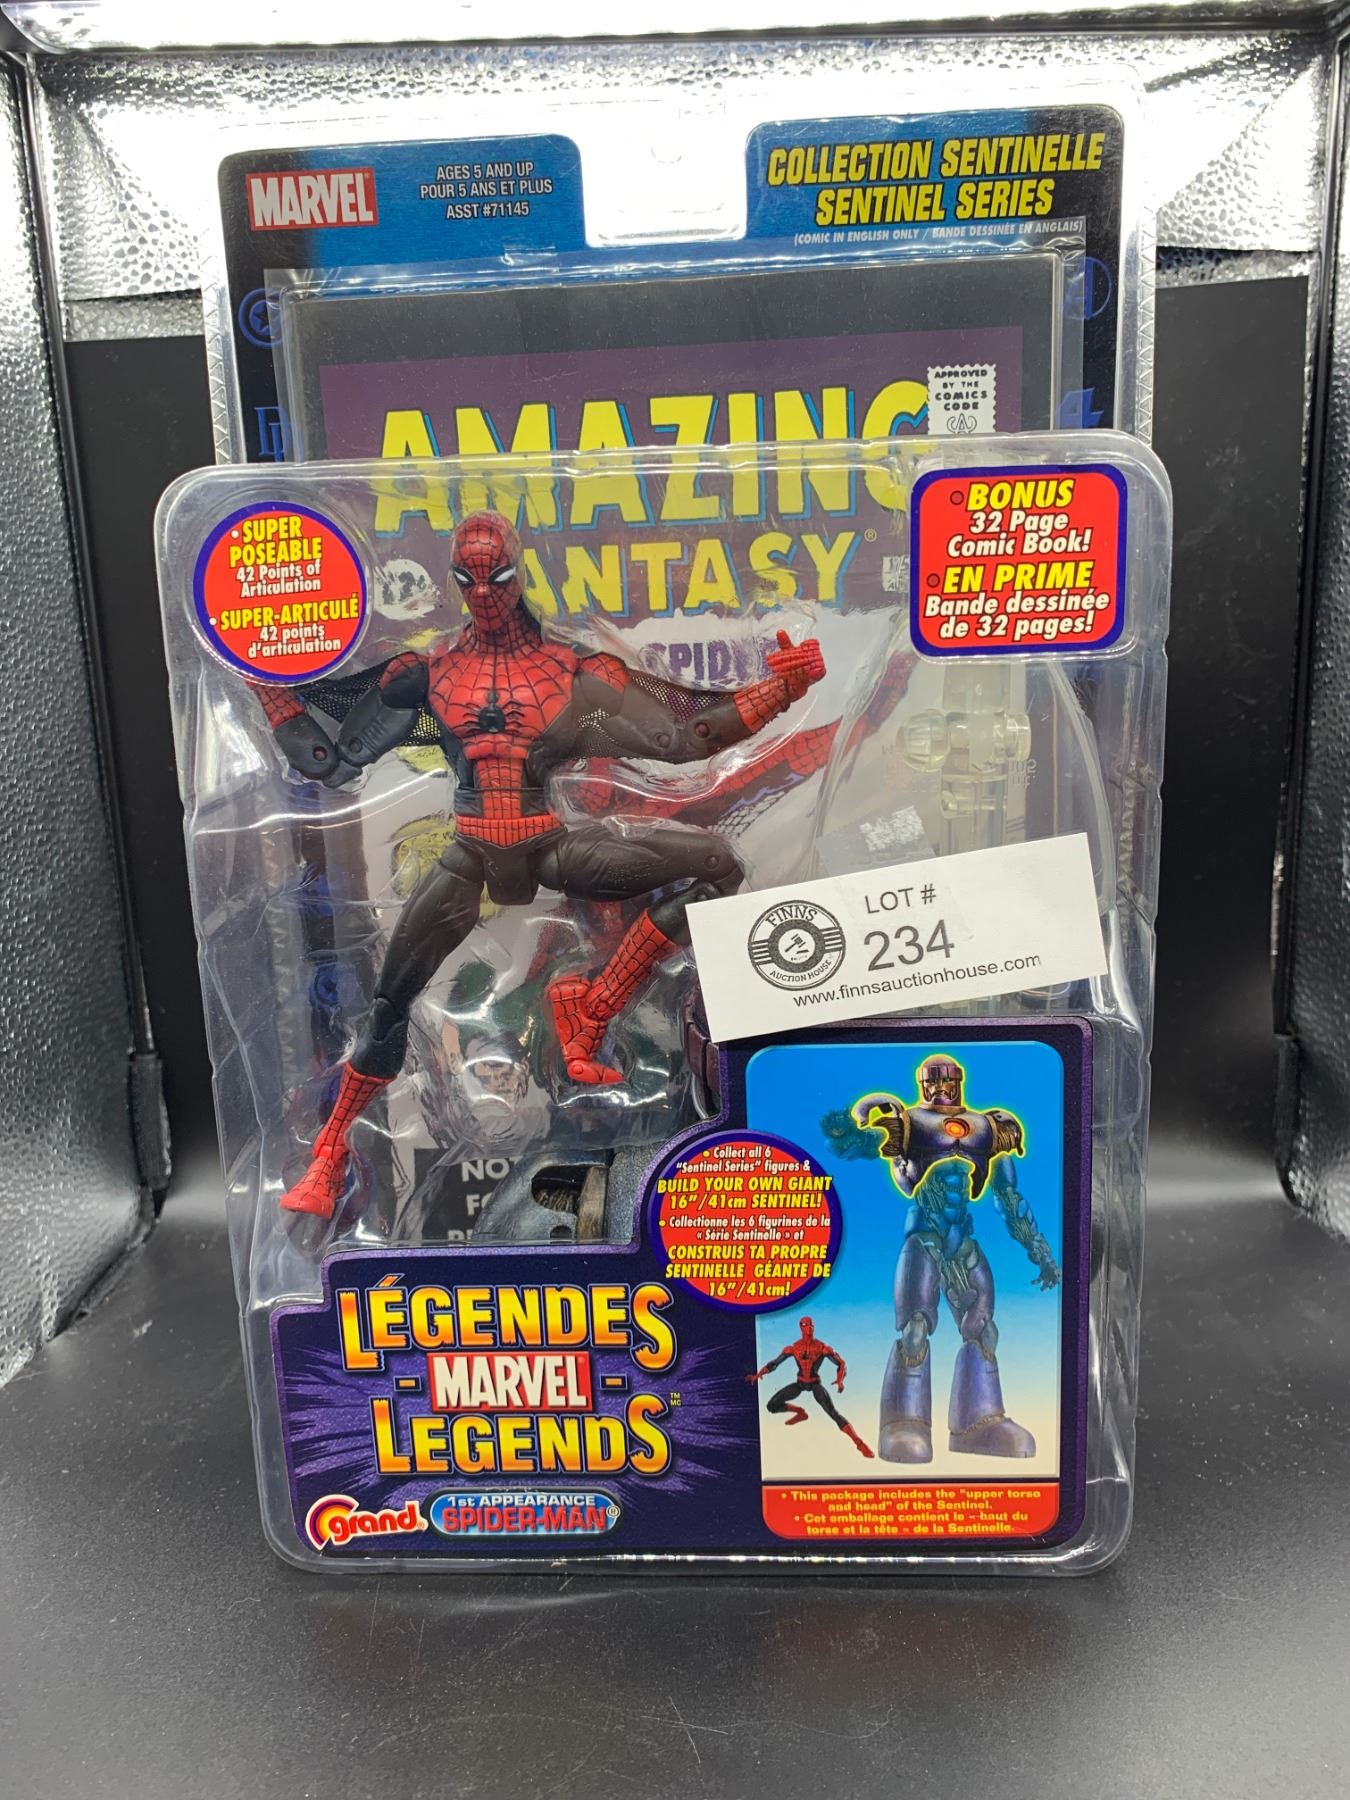 MARVEL
AGES 5 AND UP
POUR 5 ANS ET PLUS
ASST #71145
COLLECTION SENTINELLE
SENTINEL SERIES
(COMIC IN ENGLISH ONLY / BANDE DESSINÉE EN ANGLAIS)
APPROVED
BY THE
COMICS
CODE
AMAZING
FANTASY®
• SUPER
POSEABLE
42 Points of
Articulation
• SUPER-ARTICULÉ
42 points
d'articulation
• BONUS
32 Page
Comic Book!
• EN PRIME
Bande dessinée
de 32 pages!
FINNS
AUCTION HOUSE
LOT #
234
www.finnsauctionhouse.com
• Collect all 6
"Sentinel Series" figures &
BUILD YOUR OWN GIANT
16"/41cm SENTINEL!
• Collectionne les 6 figurines de la
« Série Sentinelle » et
CONSTRUIS TA PROPRE
SENTINELLE GÉANTE DE
16"/41cm!
LÉGENDES
- MARVEL -
LEGENDS
TM
MC
grand
1st APPEARANCE
SPIDER-MAN®
• This package includes the "upper torso
and head" of the Sentinel.
• Cet emballage contient le « haut du
torse et la tête » de la Sentinelle.